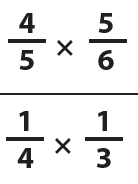 4/5 × 5/6
1/4 × 1/3